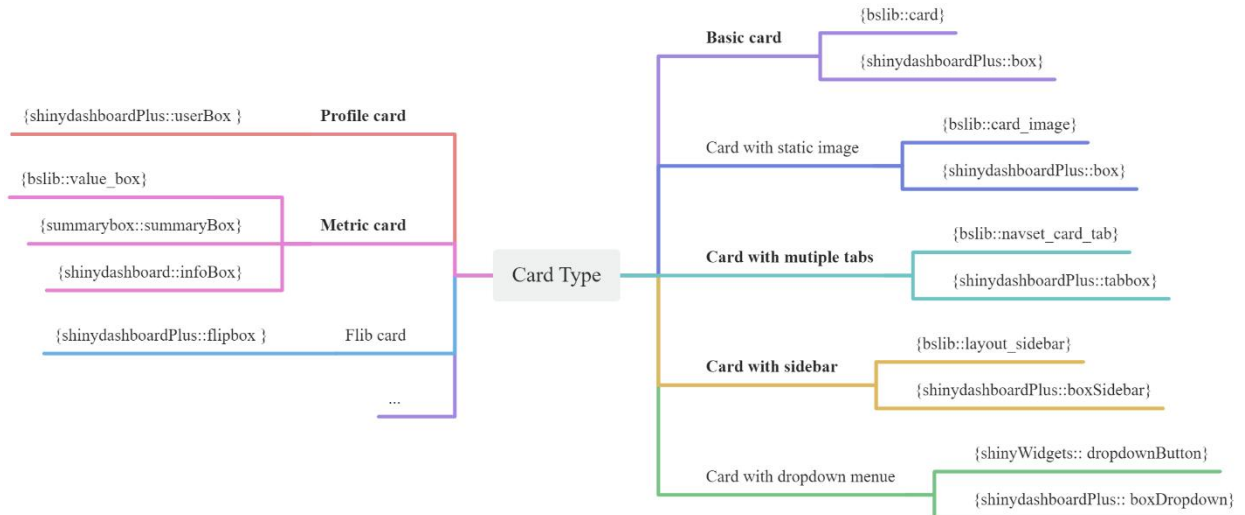 {bslib::card}
Basic card
{shinydashboardPlus::box}
{shinydashboardPlus::userBox }
Profile card
{bslib::card_image}
Card with static image
{shinydashboardPlus::box}
{bslib::value_box}
{summarybox::summaryBox}
Metric card
{shinydashboard::infoBox}
Card Type
{bslib::navset_card_tab}
Card with mutiple tabs
{shinydashboardPlus::tabbox}
{shinydashboardPlus::flipbox }
Flib card
...
{bslib::layout_sidebar}
Card with sidebar
{shinydashboardPlus::boxSidebar}
{shinyWidgets:: dropdownButton}
Card with dropdown menue
{shinydashboardPlus:: boxDropdown}